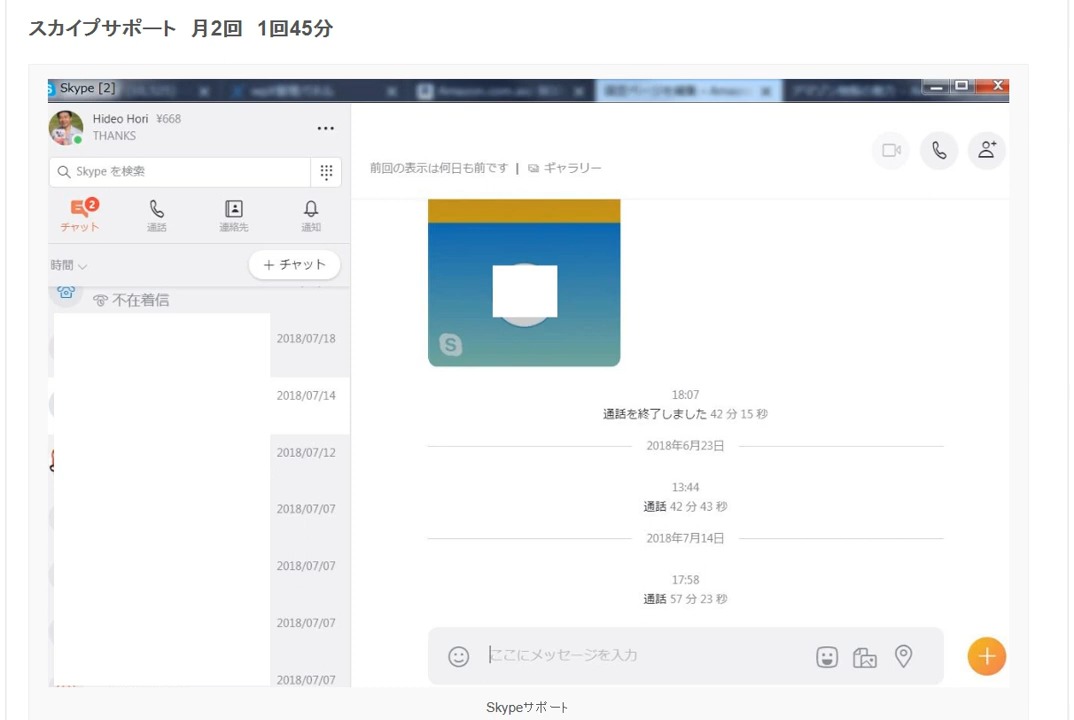 スカイプサポート 月2回 1回45分
Skype [2]
Hideo Hori ¥668
THANKS
Skype を検索
2
チャット
通話
連絡先
通知
時間
+ チャット
不在着信
2018/07/18
2018/07/14
2018/07/12
2018/07/07
2018/07/07
2018/07/07
2018/07/07
前回の表示は何日も前です | ギャラリー
18:07
通話を終了しました 42 分 15 秒
2018年6月23日
13:44
通話 42 分 43 秒
2018年7月14日
17:58
通話 57 分 23 秒
ここにメッセージを入力
Skypeサポート